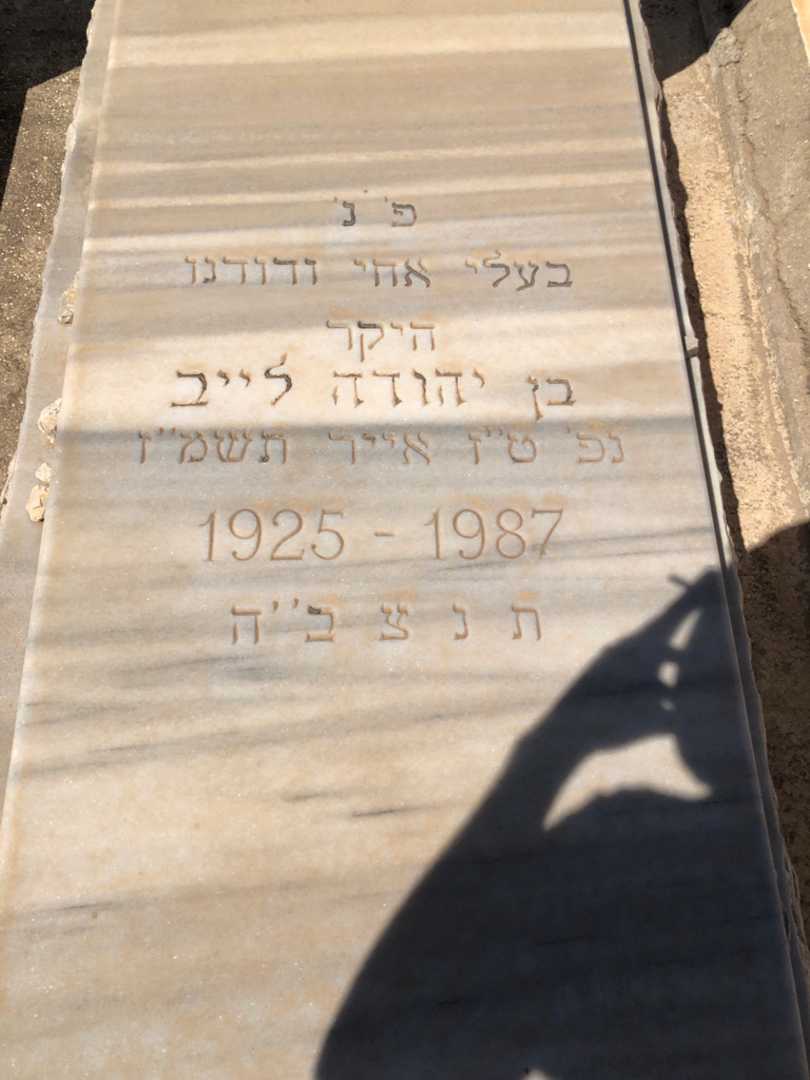 פ' נ'
בעלי אחי ודודנו
היקר
בן יהודה לייב
נפ' ט"ז אייר תשמ"ז
1925 - 1987
ת נ צ ב' 'ה